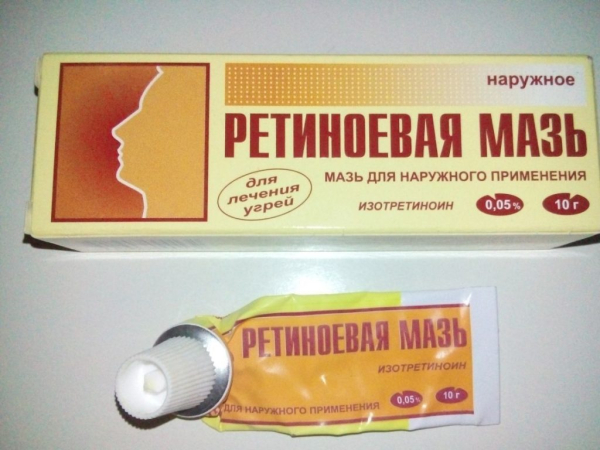 наружное
РЕТИНОЕВАЯ МАЗЬ
МАЗЬ ДЛЯ НАРУЖНОГО ПРИМЕНЕНИЯ
для
лечения
угрей
ИЗОТРЕТИНОИН 0,05% 10 г
РЕТИНОЕВАЯ МАЗЬ
ИЗОТРЕТИНОИН
0,05% 10 г
ДЛЯ НАРУЖНОГО ПРИМЕНЕНИЯ